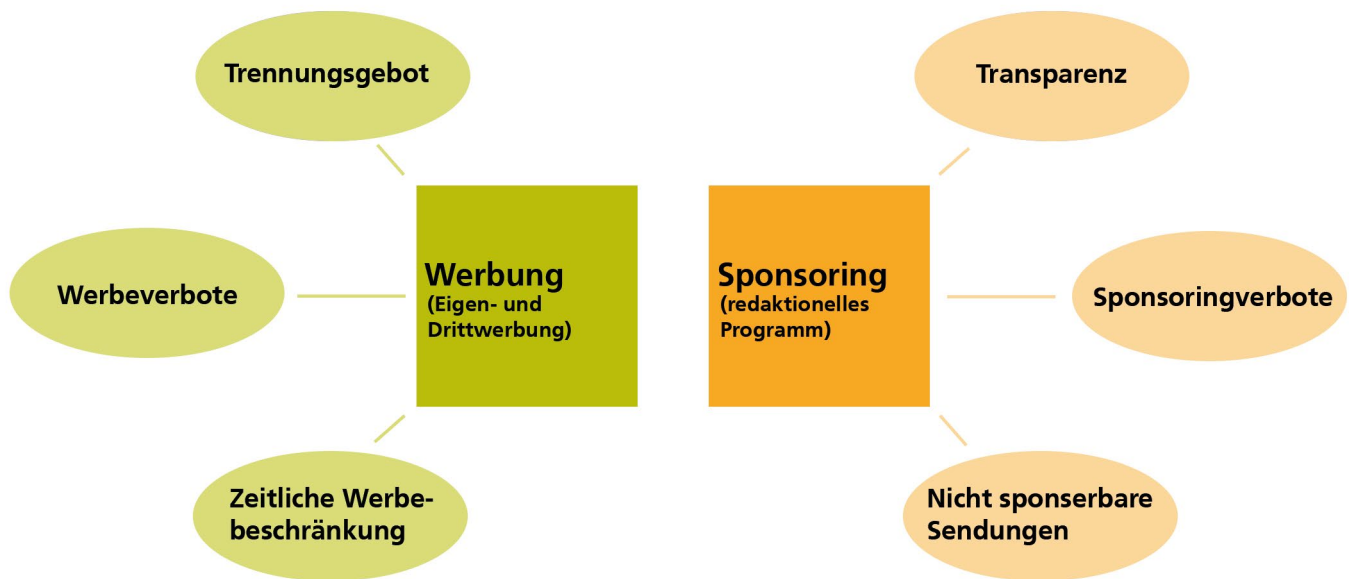 Trennungsgebot
Transparenz
Werbeverbote
Werbung
(Eigen- und
Drittwerbung)
Sponsoring
(redaktionelles
Programm)
Sponsoringverbote
Zeitliche Werbe-
beschränkung
Nicht sponserbare
Sendungen